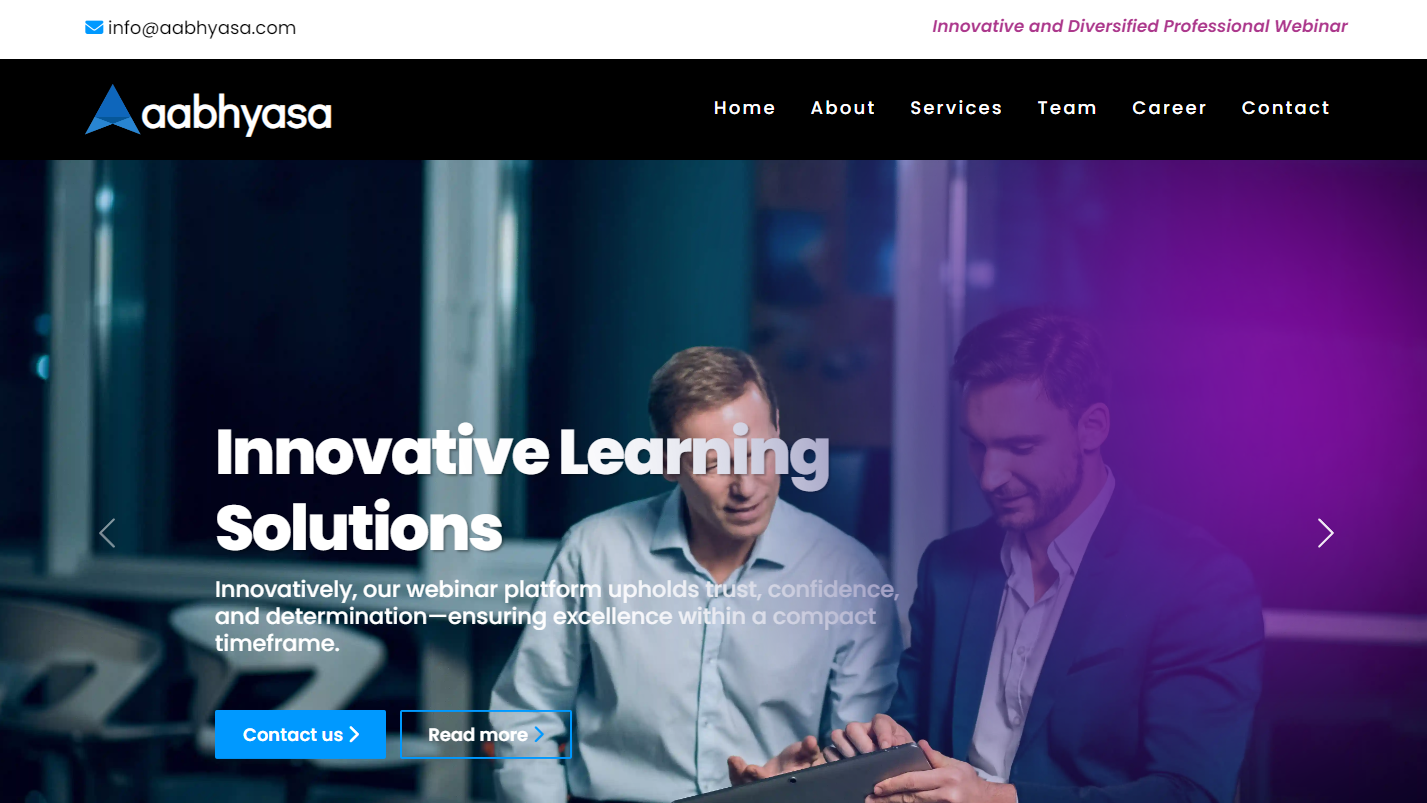 info@aabhyasa.com
Innovative and Diversified Professional Webinar
aabhyasa
Home About Services Team Career Contact
Innovative Learning
Solutions
Innovatively, our webinar platform upholds trust, confidence,
and determination—ensuring excellence within a compact
timeframe.
Contact us
Read more